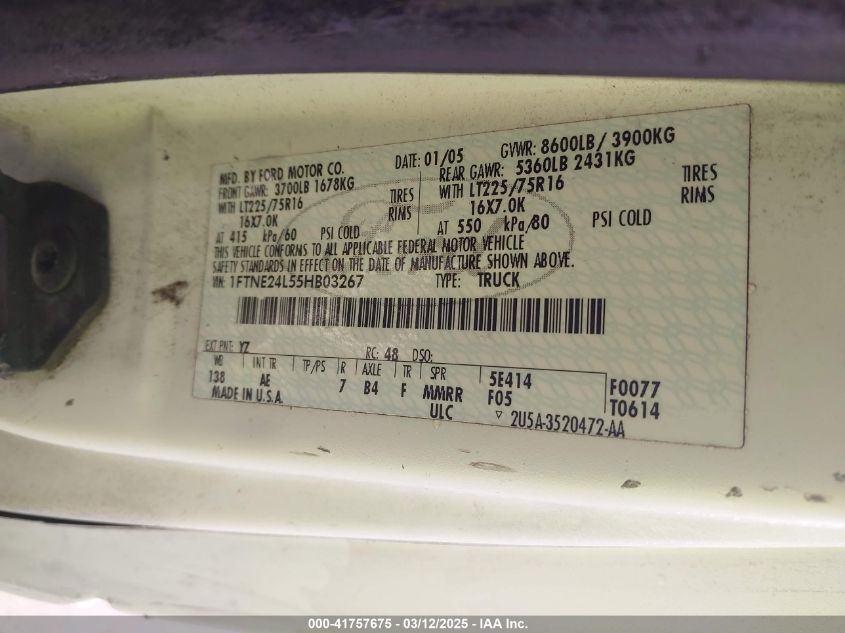 MFD. BY FORD MOTOR CO.
DATE: 01/05
GVWR: 8600LB / 3900KG
FRONT GAWR: 3700LB 1678KG
REAR GAWR: 5360LB 2431KG
WITH LT225/75R16 TIRES
WITH LT225/75R16 TIRES
16X7.0K RIMS
16X7.0K RIMS
AT 415 kPa/60 PSI COLD
AT 550 kPa/80 PSI COLD
THIS VEHICLE CONFORMS TO ALL APPLICABLE FEDERAL MOTOR VEHICLE
SAFETY STANDARDS IN EFFECT ON THE DATE OF MANUFACTURE SHOWN ABOVE.
VIN: 1FTNE24L55HB03267 TYPE: TRUCK
EXT PNT: YZ RC: 48 DSO:
WB INT TR TP/PS R AXLE TR SPR 5E414 F0077
138 AE 7 B4 F MMRR F05 T0614
MADE IN U.S.A. ULC ▽ 2U5A-3520472-AA
000-41757675 - 03/12/2025 - IAA Inc.